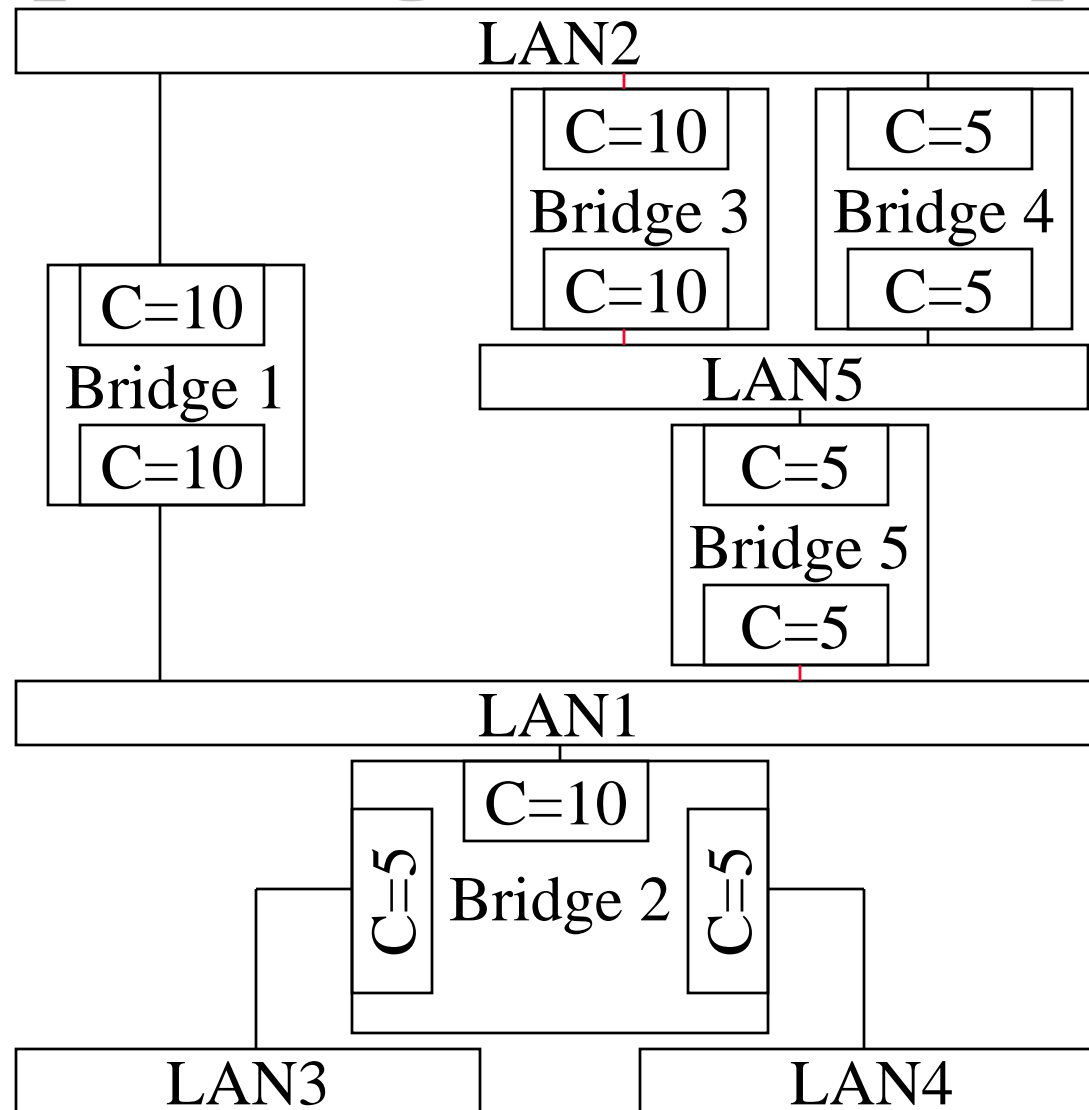 LAN2
C=10
C=5
Bridge 3
Bridge 4
C=10
C=5
C=10
Bridge 1
C=10
LAN5
C=5
Bridge 5
C=5
LAN1
C=10
C=5
Bridge 2
C=5
LAN3
LAN4